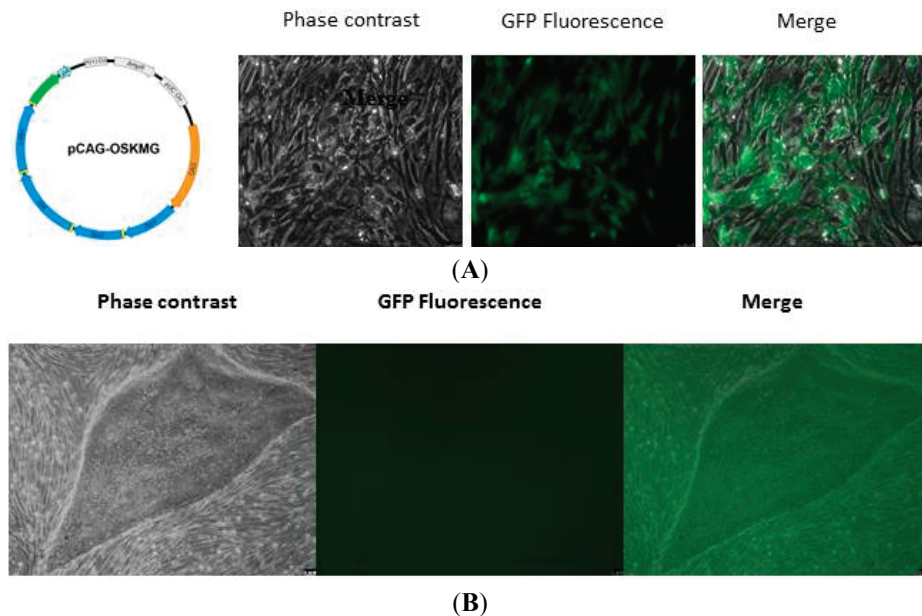 Phase contrast GFP Fluorescence Merge
Merge
pCAG-OSKMG
(A)
Phase contrast GFP Fluorescence Merge
(B)